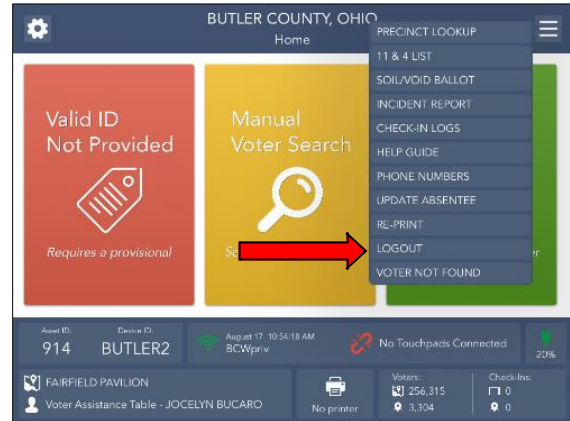 BUTLER COUNTY, OHIO
Home
PRECINCT LOOKUP
11 & 4 LIST
SOIL/VOID BALLOT
INCIDENT REPORT
CHECK-IN LOGS
HELP GUIDE
PHONE NUMBERS
UPDATE ABSENTEE
RE-PRINT
LOGOUT
VOTER NOT FOUND
Valid ID
Not Provided
Requires a provisional
Manual
Voter Search
Asset ID:
914
Device ID:
BUTLER2
August 17 10:54:18 AM
BCWpriv
No Touchpads Connected
20%
FAIRFIELD PAVILION
Voter Assistance Table - JOCELYN BUCARO
No printer
Voters:
256,315
3,304
Check-Ins:
0
0